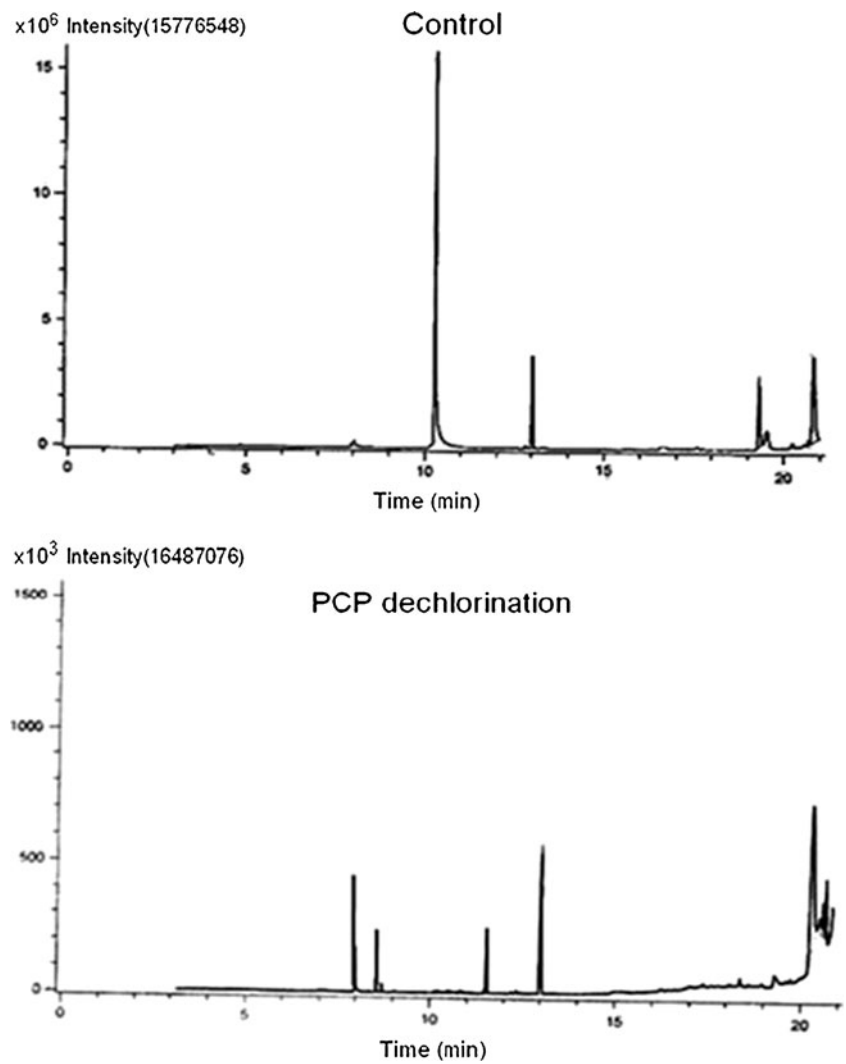 x10⁶ Intensity(15776548)
Control
15
10
5
0
0 5 10 15 20
Time (min)
x10³ Intensity(16487076)
PCP dechlorination
1500
1000
500
0
0 5 10 15 20
Time (min)